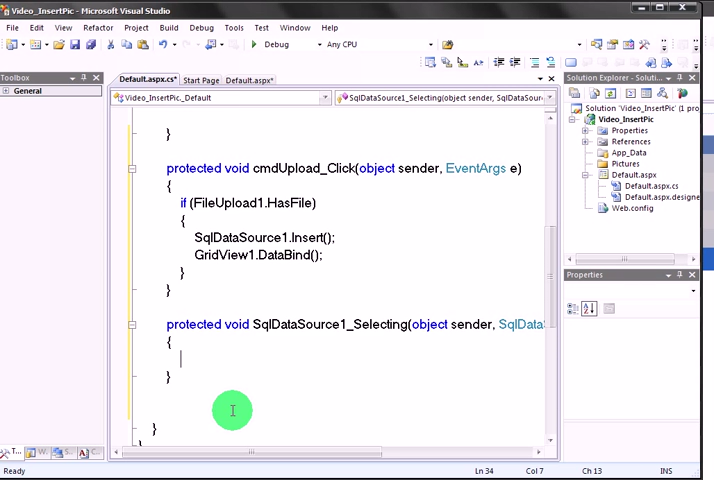 Video_InsertPic - Microsoft Visual Studio
File Edit View Refactor Project Build Debug Data Tools Test Window Help
Debug Any CPU
Toolbox
General
Default.aspx.cs* Start Page Default.aspx*
Video_InsertPic._Default SqlDataSource1_Selecting(object sender, SqlDataSour
}
protected void cmdUpload_Click(object sender, EventArgs e)
{
if (FileUpload1.HasFile)
{
SqlDataSource1.Insert();
GridView1.DataBind();
}
}
protected void SqlDataSource1_Selecting(object sender, SqlDataS
{
}
}
Solution Explorer - Soluti...
Solution 'Video_InsertPic' (1 pro
Video_InsertPic
Properties
References
App_Data
Pictures
Default.aspx
Default.aspx.cs
Default.aspx.designe
Web.config
Properties
T... W. S.. C..
Ready Ln 34 Col 7 Ch 13 INS